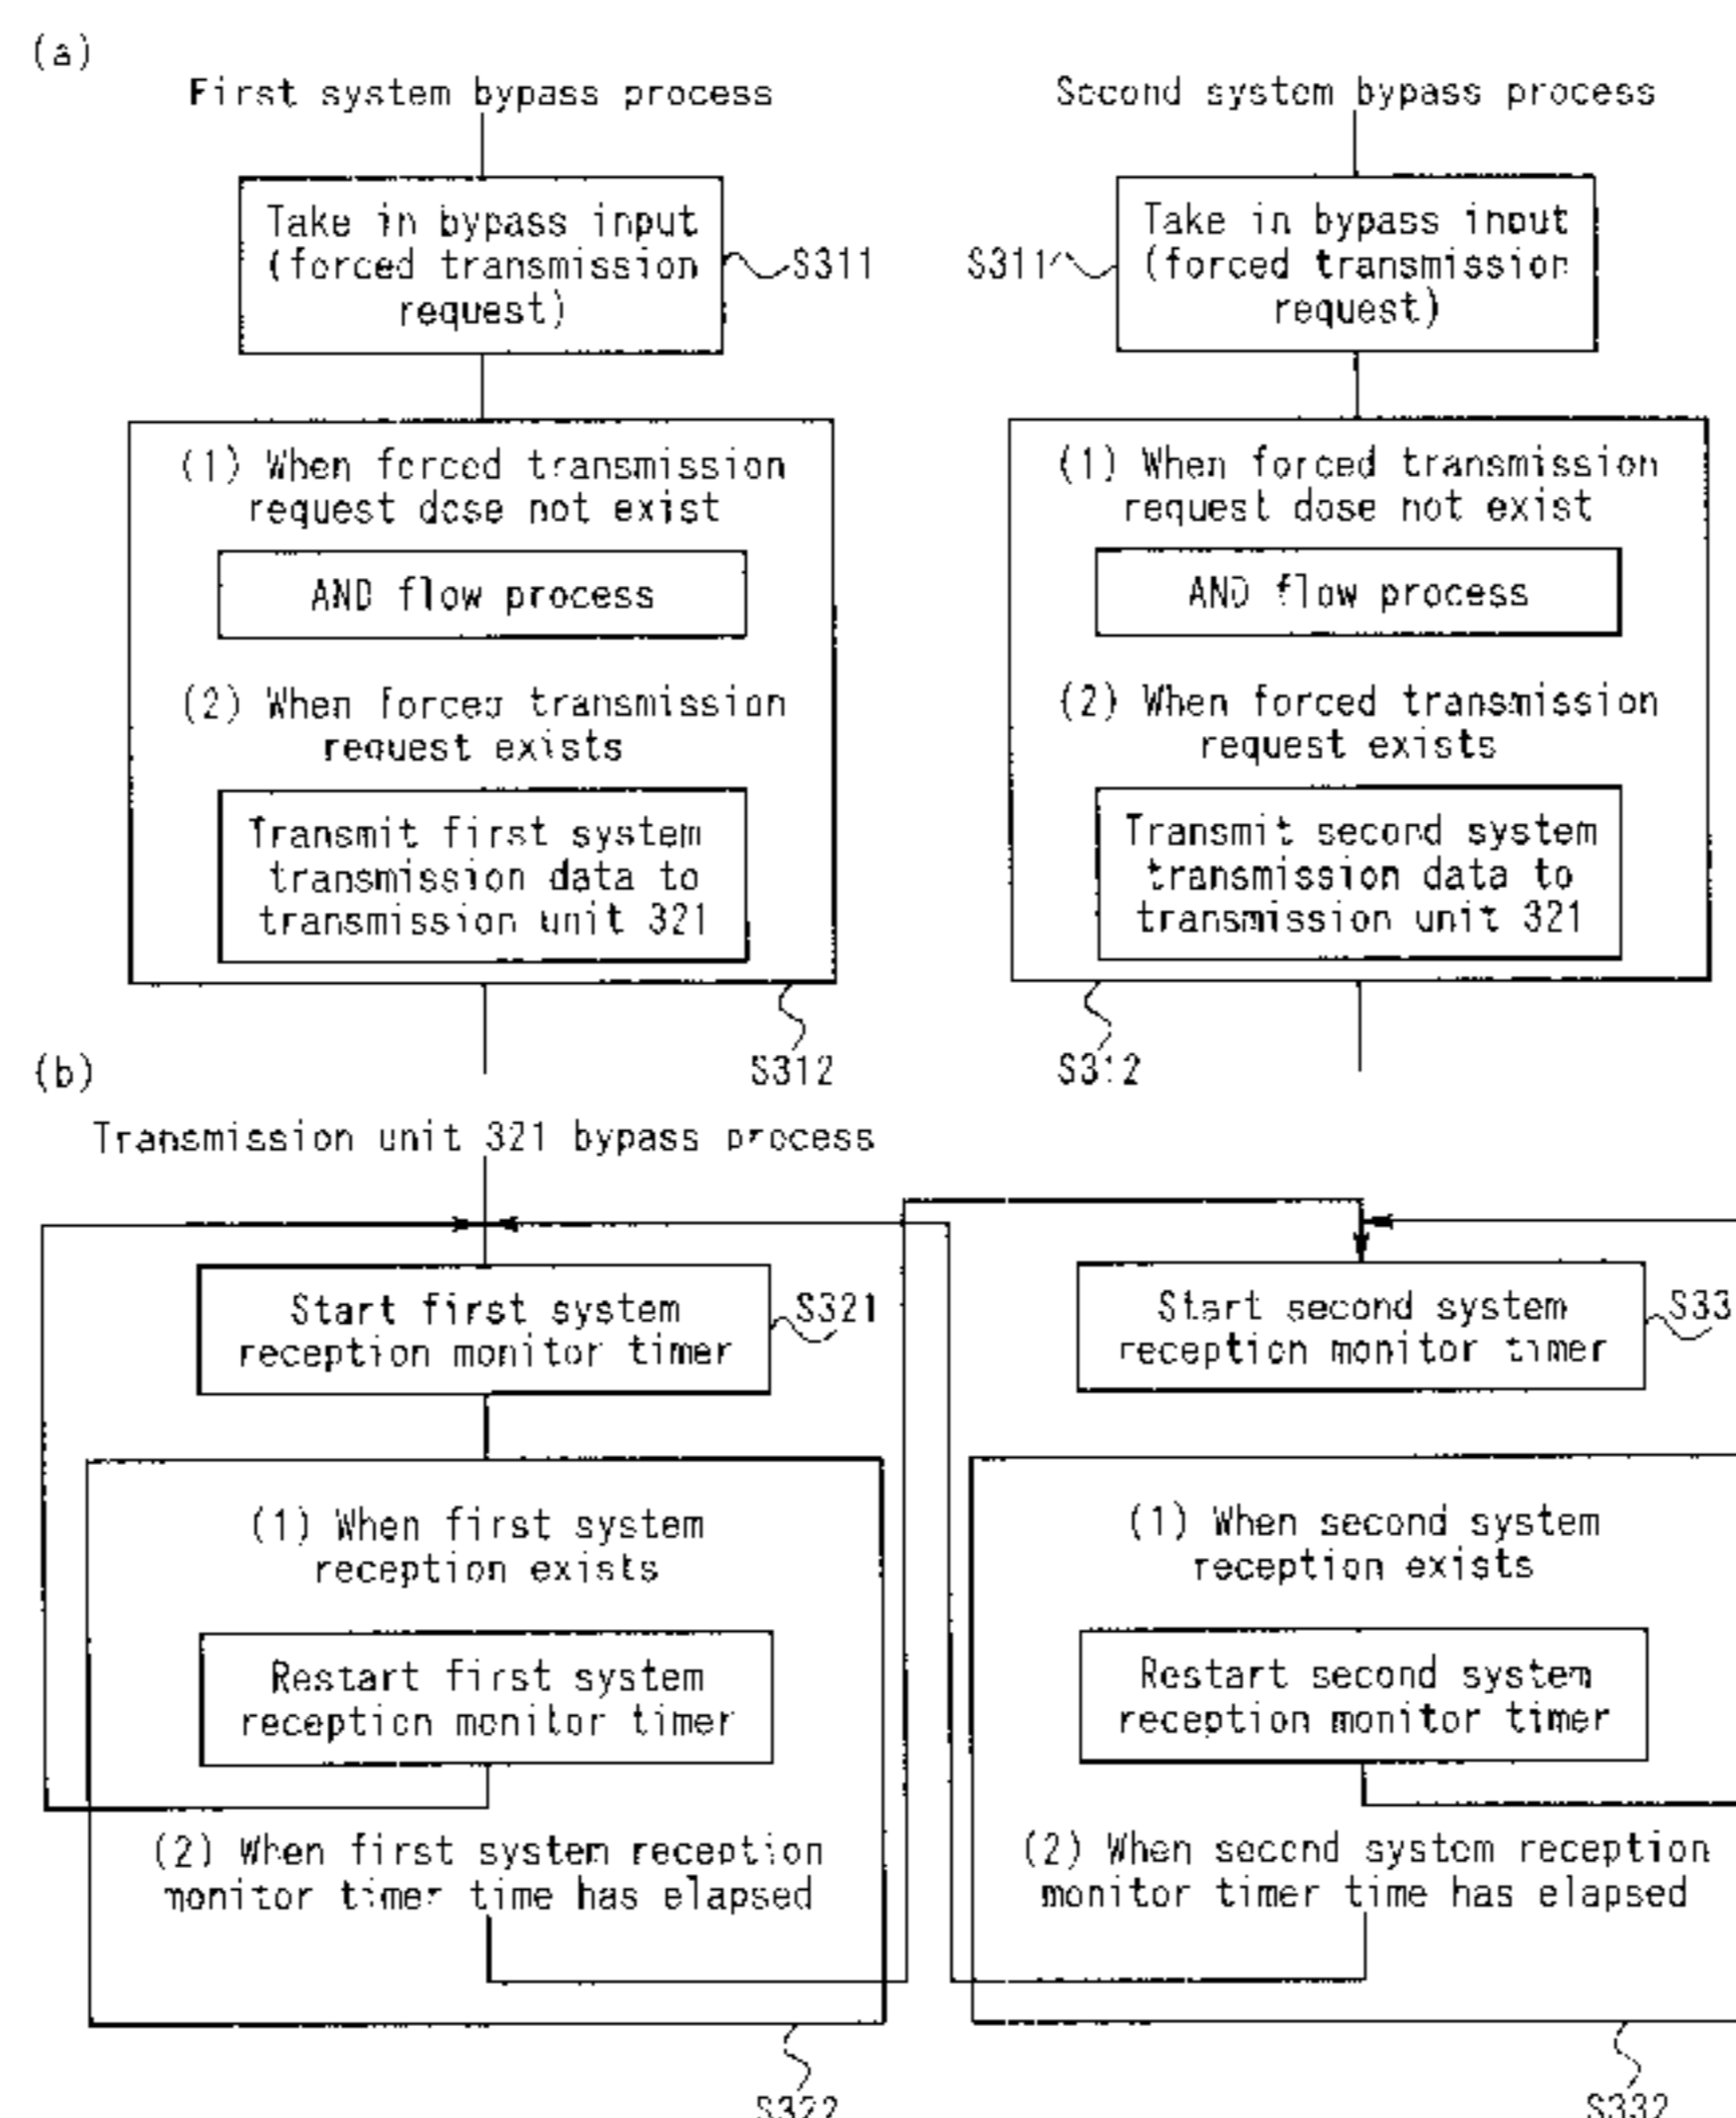 (a)
First system bypass process
Take in bypass input
(forced transmission
request)
S311
(1) When forced transmission
request dose not exist
AND flow process
(2) When forced transmission
request exists
Transmit first system
transmission data to
transmission unit 321
S312
Second system bypass process
Take in bypass input
(forced transmission
request)
S311
(1) When forced transmission
request dose not exist
AND flow process
(2) When forced transmission
request exists
Transmit second system
transmission data to
transmission unit 321
S312
(b)
Transmission unit 321 bypass process
Start first system
reception monitor timer
S321
(1) When first system
reception exists
Restart first system
reception monitor timer
(2) When first system reception
monitor timer time has elapsed
S322
Start second system
reception monitor timer
S33
(1) When second system
reception exists
Restart second system
reception monitor timer
(2) When second system reception
monitor timer time has elapsed
S332